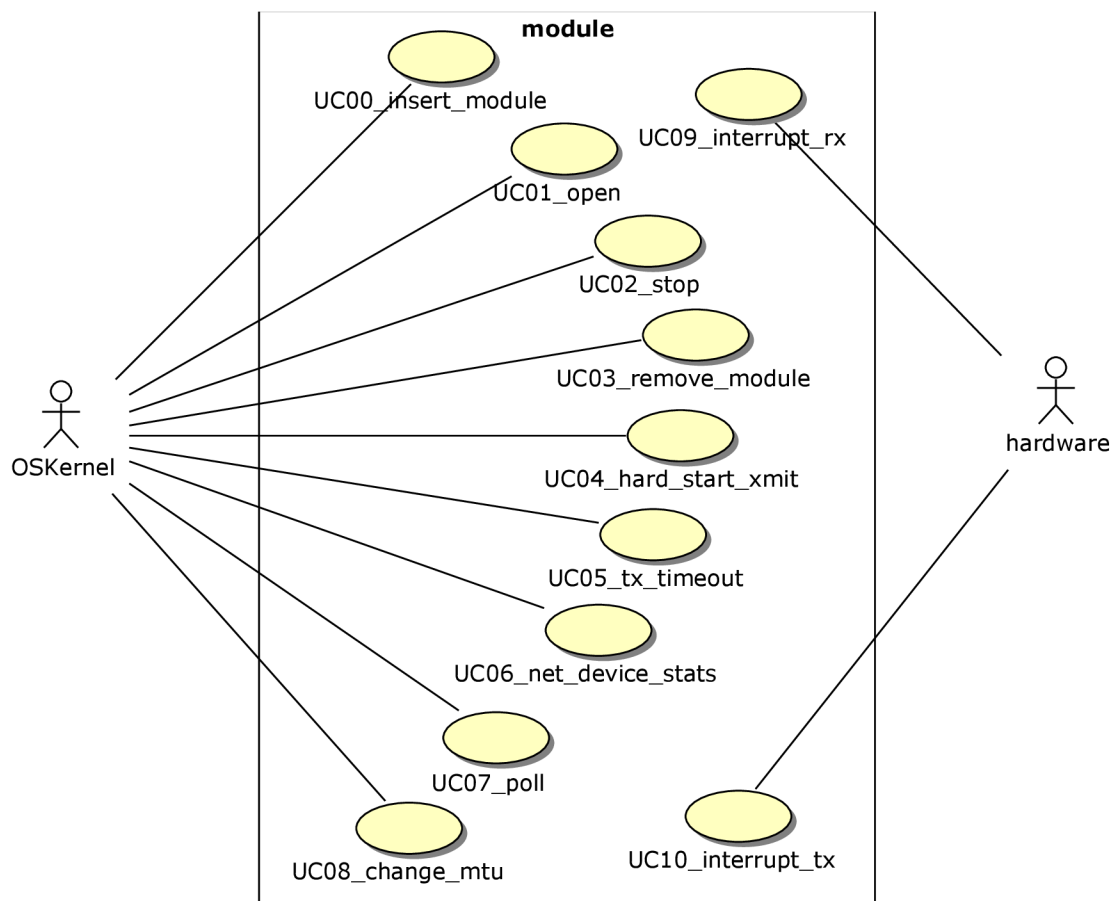 module
UC00_insert_module
UC09_interrupt_rx
UC01_open
UC02_stop
UC03_remove_module
OSKernel
hardware
UC04_hard_start_xmit
UC05_tx_timeout
UC06_net_device_stats
UC07_poll
UC08_change_mtu
UC10_interrupt_tx